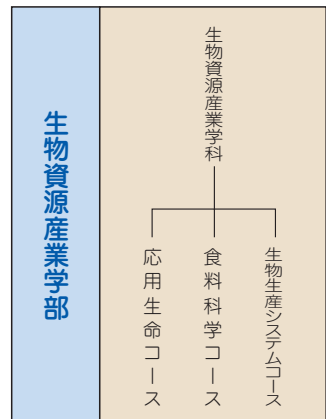 生物資源産業学部
生物資源産業学科
応用生命コース
食料科学コース
生物生産システムコース